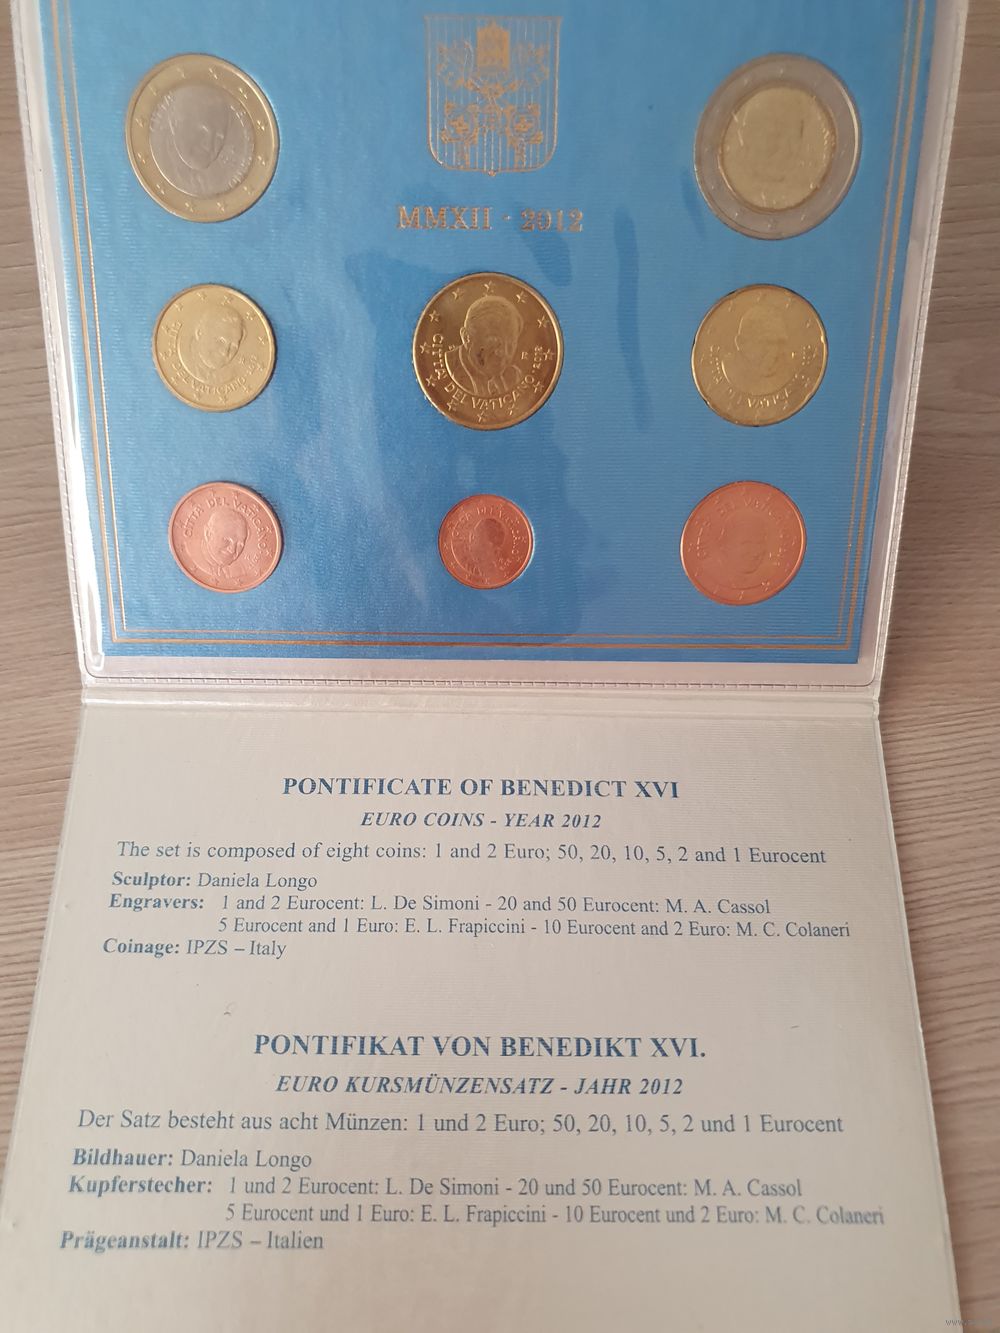 MMXII - 2012
CITTA' DEL VATICANO 2012
CITTA' DEL VATICANO
PONTIFICATE OF BENEDICT XVI
EURO COINS - YEAR 2012
The set is composed of eight coins: 1 and 2 Euro; 50, 20, 10, 5, 2 and 1 Eurocent
Sculptor: Daniela Longo
Engravers: 1 and 2 Eurocent: L. De Simoni - 20 and 50 Eurocent: M. A. Cassol
5 Eurocent and 1 Euro: E. L. Frapiccini - 10 Eurocent and 2 Euro: M. C. Colaneri
Coinage: IPZS – Italy
PONTIFIKAT VON BENEDIKT XVI.
EURO KURSMÜNZENSATZ - JAHR 2012
Der Satz besteht aus acht Münzen: 1 und 2 Euro; 50, 20, 10, 5, 2 und 1 Eurocent
Bildhauer: Daniela Longo
Kupferstecher: 1 und 2 Eurocent: L. De Simoni - 20 und 50 Eurocent: M. A. Cassol
5 Eurocent und 1 Euro: E. L. Frapiccini - 10 Eurocent und 2 Euro: M. C. Colaneri
Prägeanstalt: IPZS – Italien